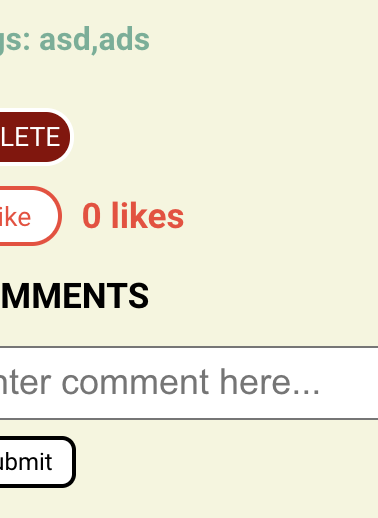 gs: asd,ads
LETE
ike
0 likes
MMENTS
nter comment here...
ubmit